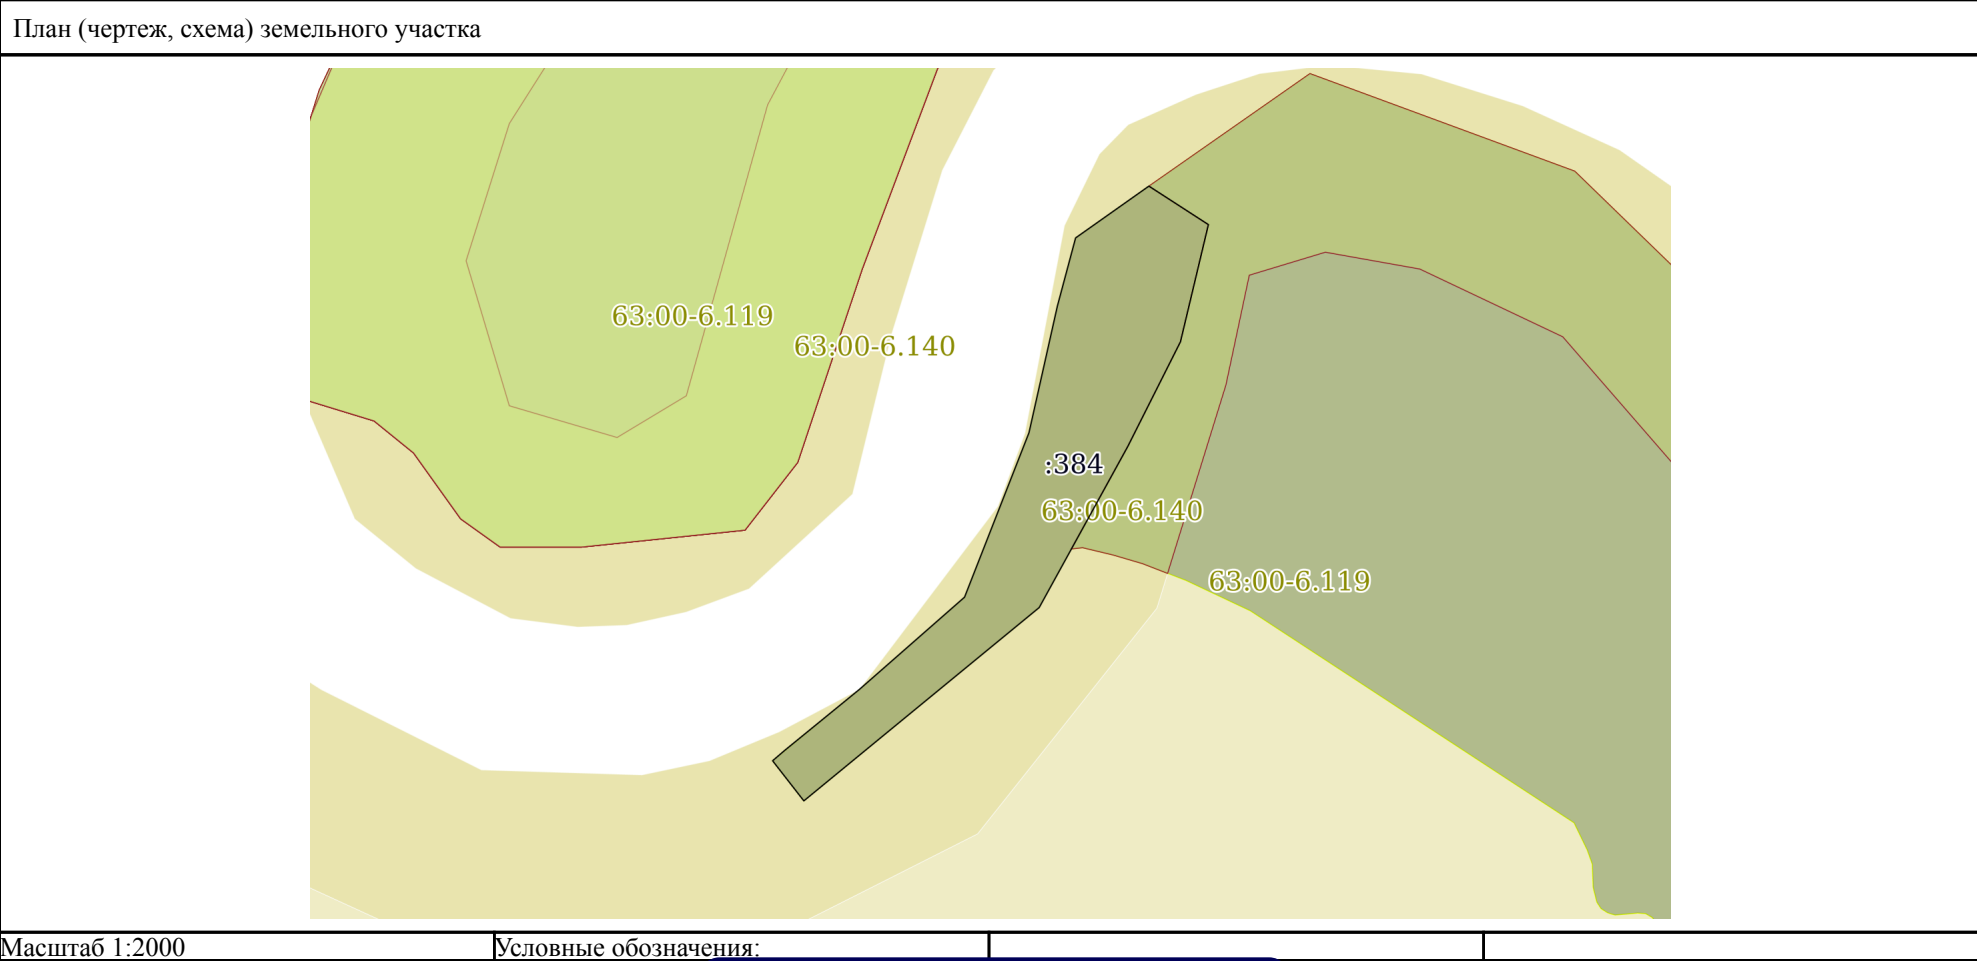 План (чертеж, схема) земельного участка
63:00-6.119
63:00-6.140
:384
63:00-6.140
63:00-6.119
Масштаб 1:2000
Условные обозначения: